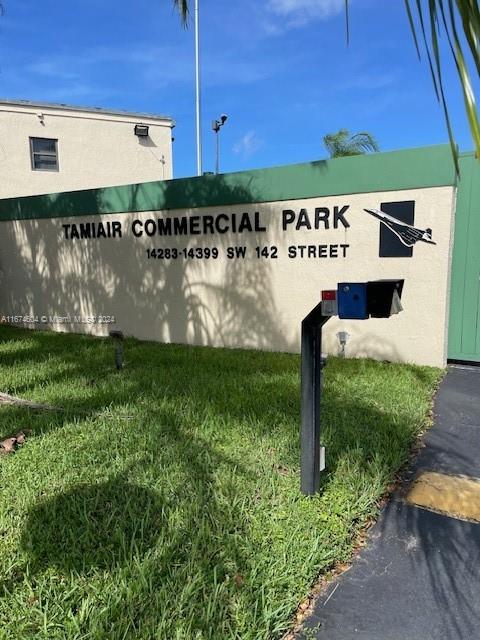 TAMIAIR COMMERCIAL PARK
14283-14399 SW 142 STREET
A11674604 © Miami MLS© 2024